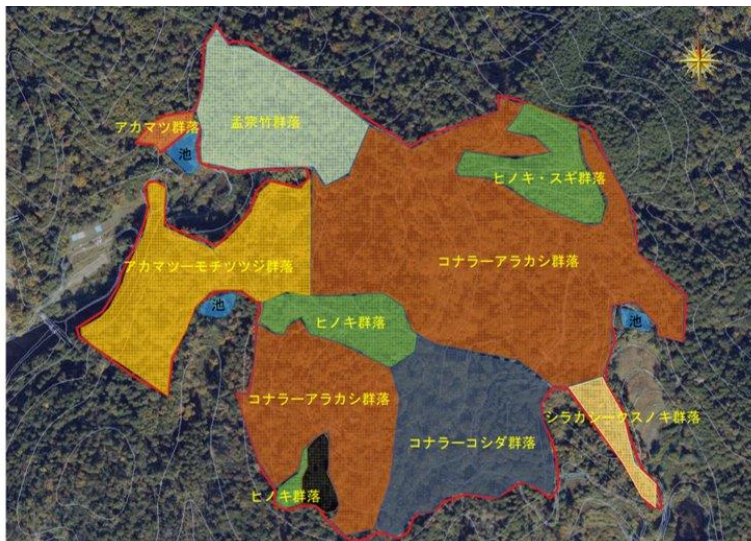 アカマツ群落
孟宗竹群落
池
ヒノキ・スギ群落
アカマツーモチツツジ群落
コナラーアラカシ群落
池
ヒノキ群落
池
コナラーアラカシ群落
シラカシークスノキ群落
コナラーコシダ群落
ヒノキ群落